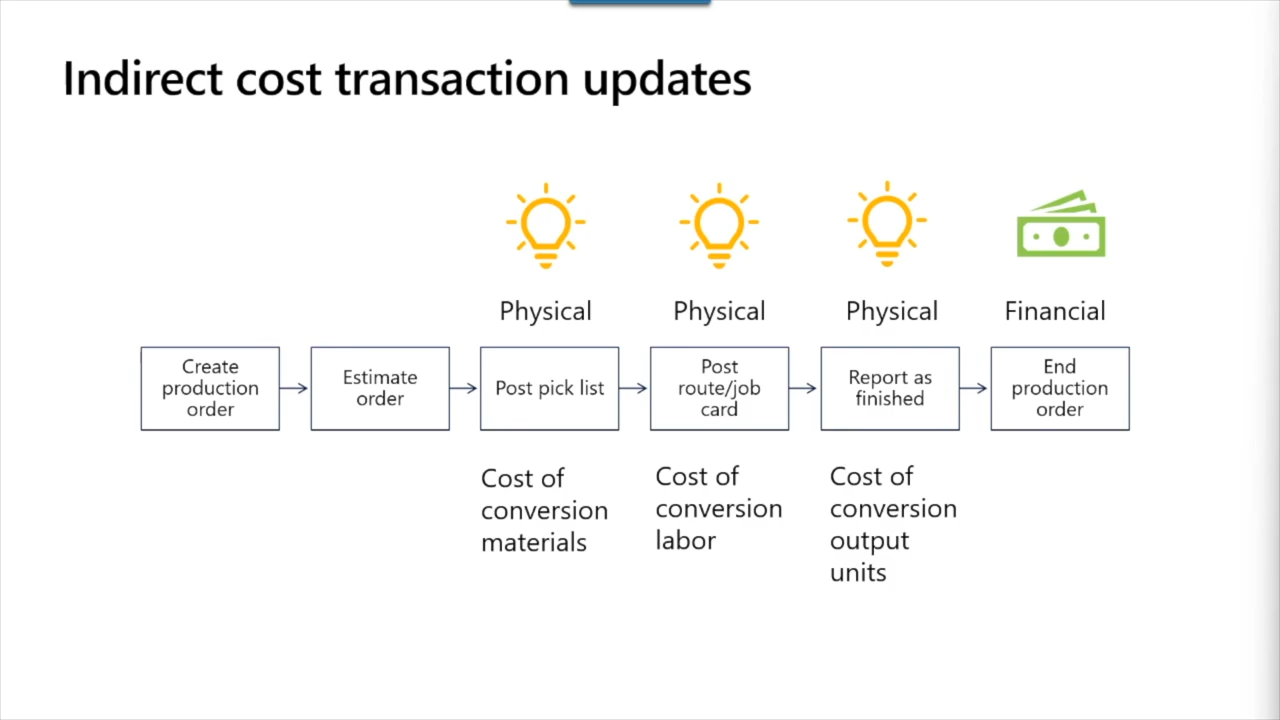 Indirect cost transaction updates
Physical
Physical
Physical
Financial
Create
production
order
Estimate
order
Post pick list
Post
route/job
card
Report as
finished
End
production
order
Cost of
conversion
materials
Cost of
conversion
labor
Cost of
conversion
output
units